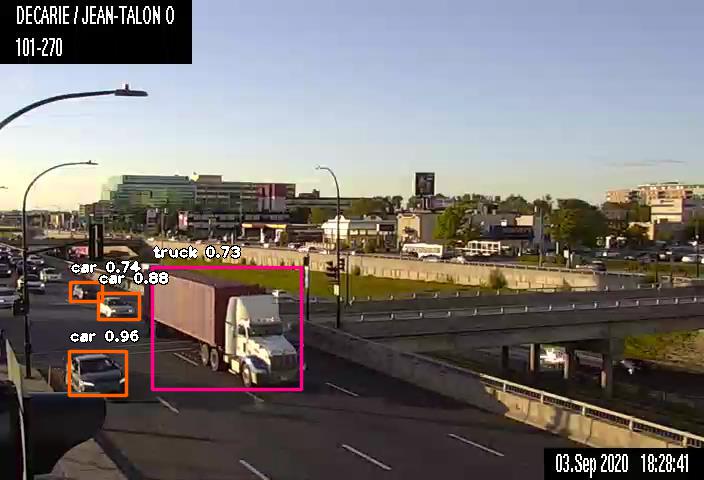 DECARIE / JEAN-TALON O
101-270
truck 0.73
car 0.74
car 0.88
car 0.96
03.Sep 2020 18:28:41